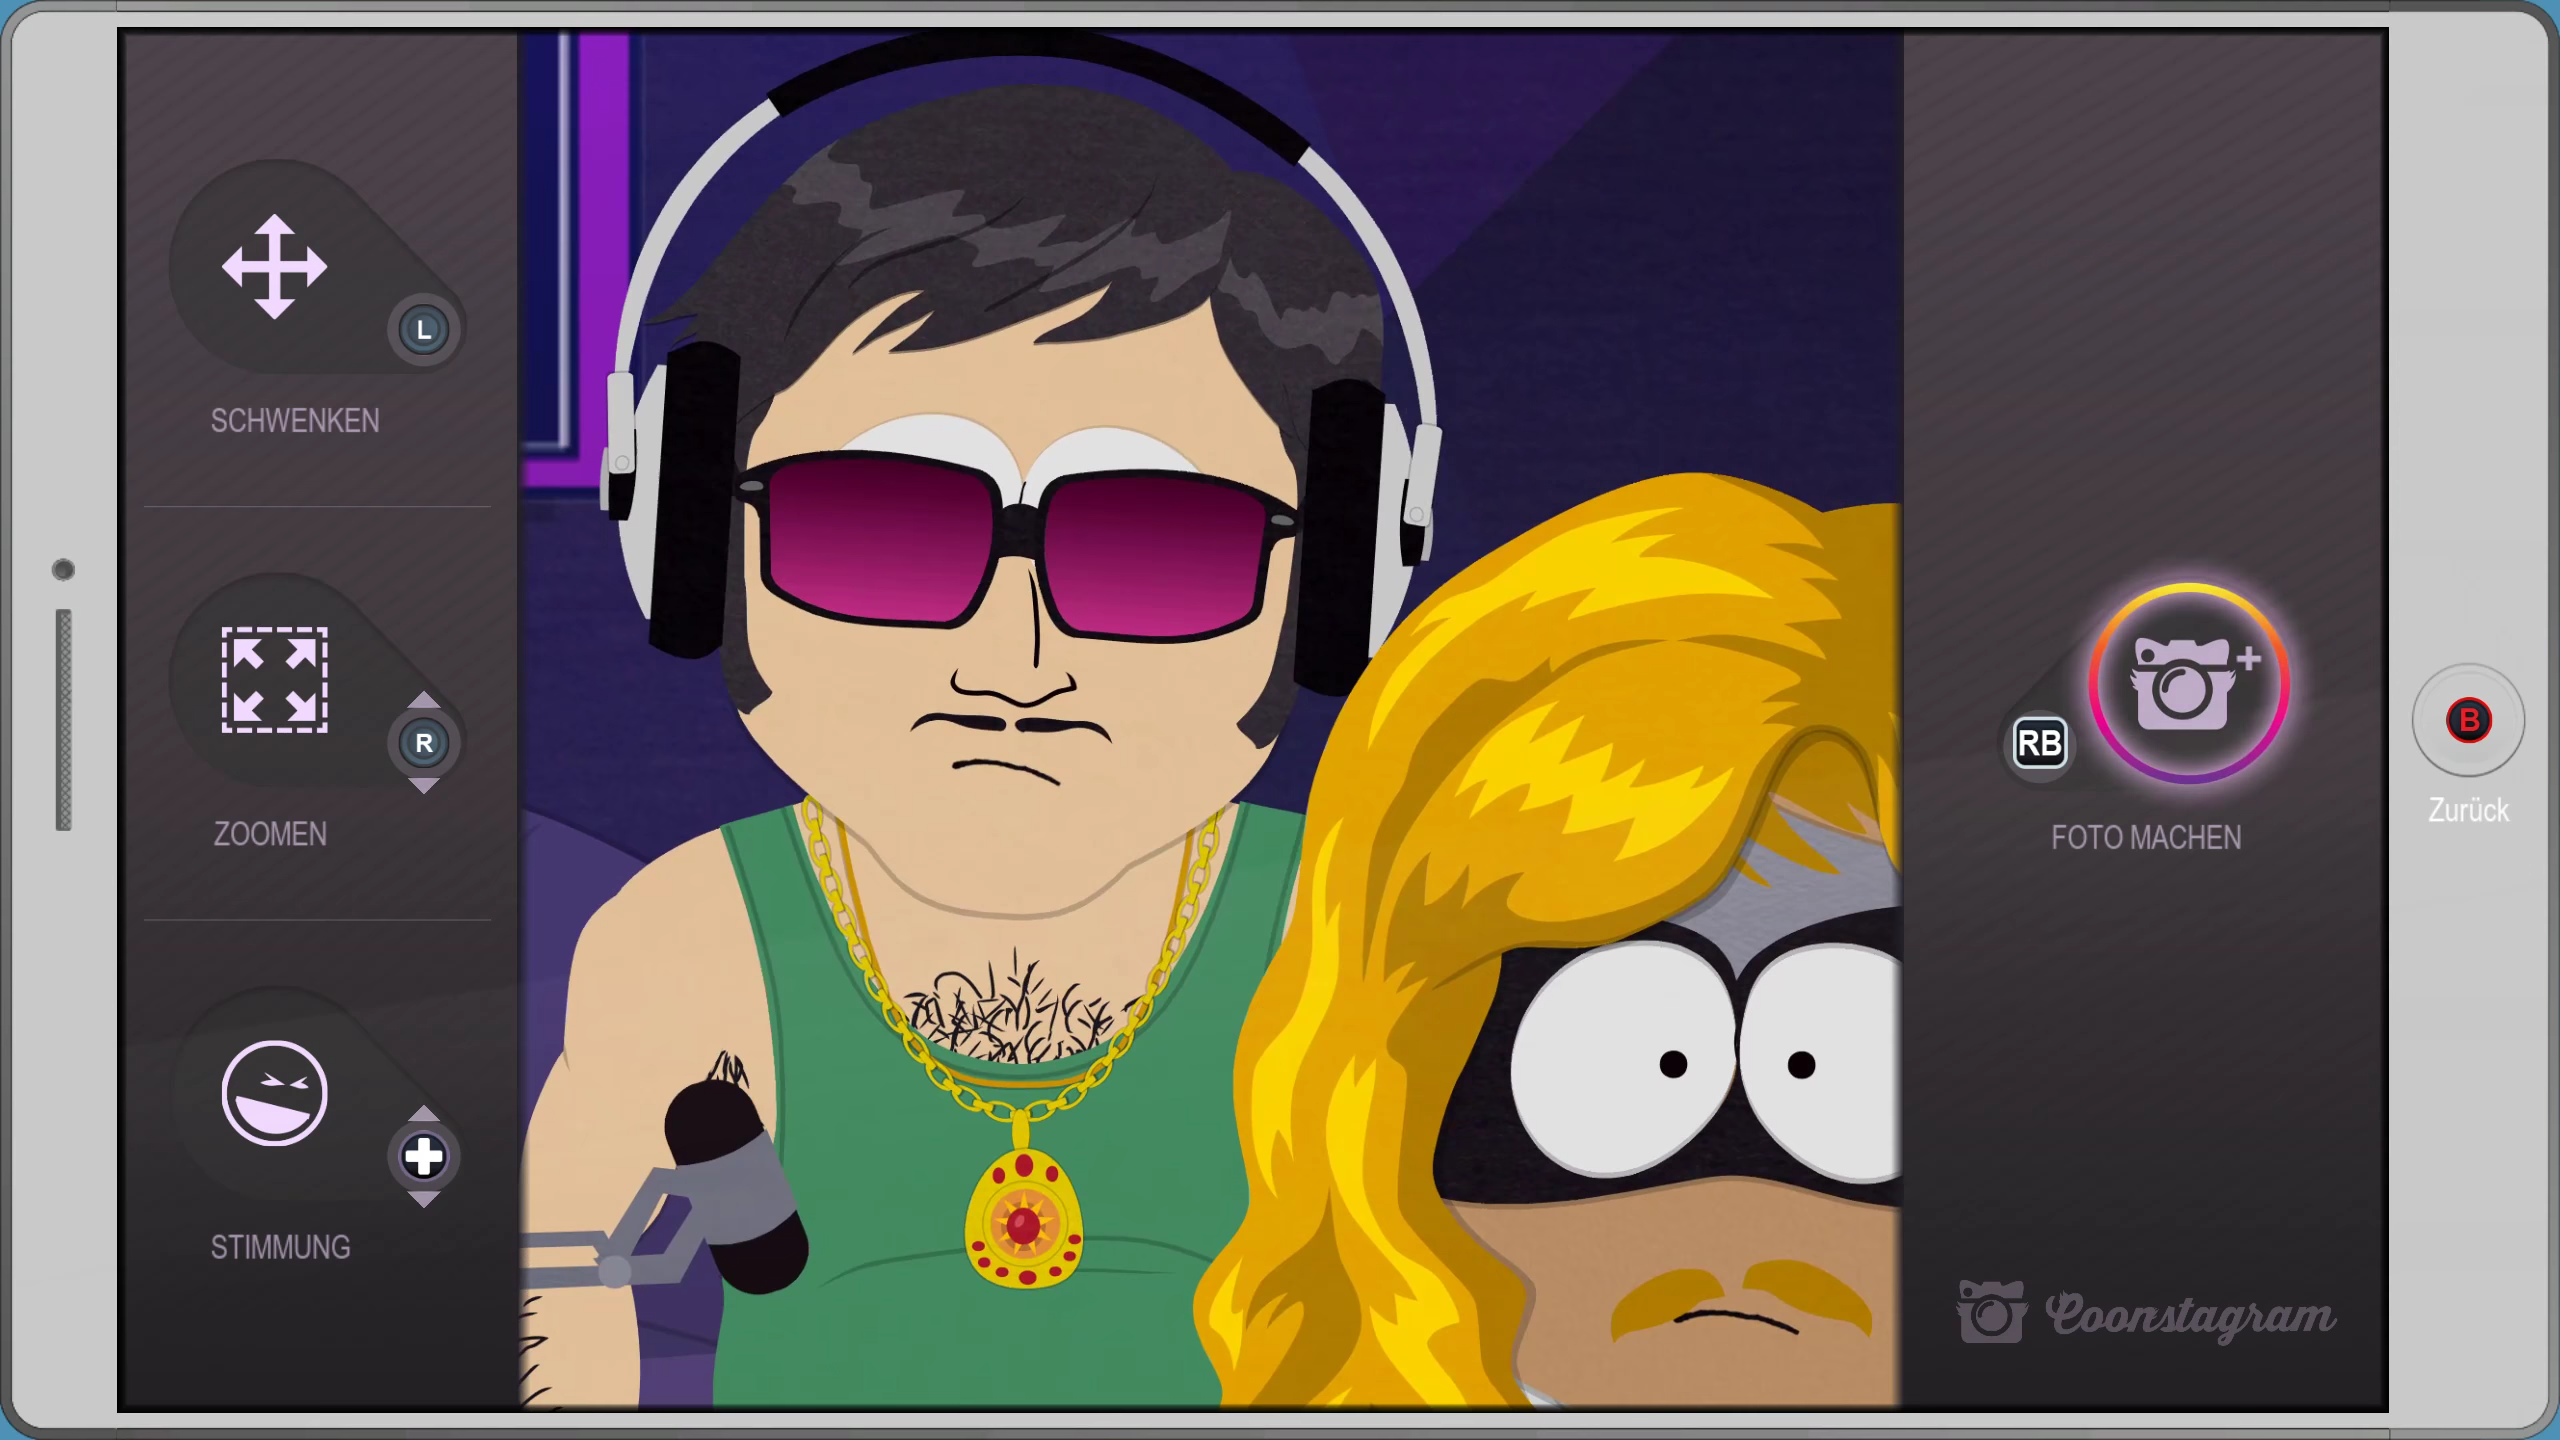 L
SCHWENKEN
R
ZOOMEN
STIMMUNG
RB
FOTO MACHEN
B
Zurück
Coonstagram